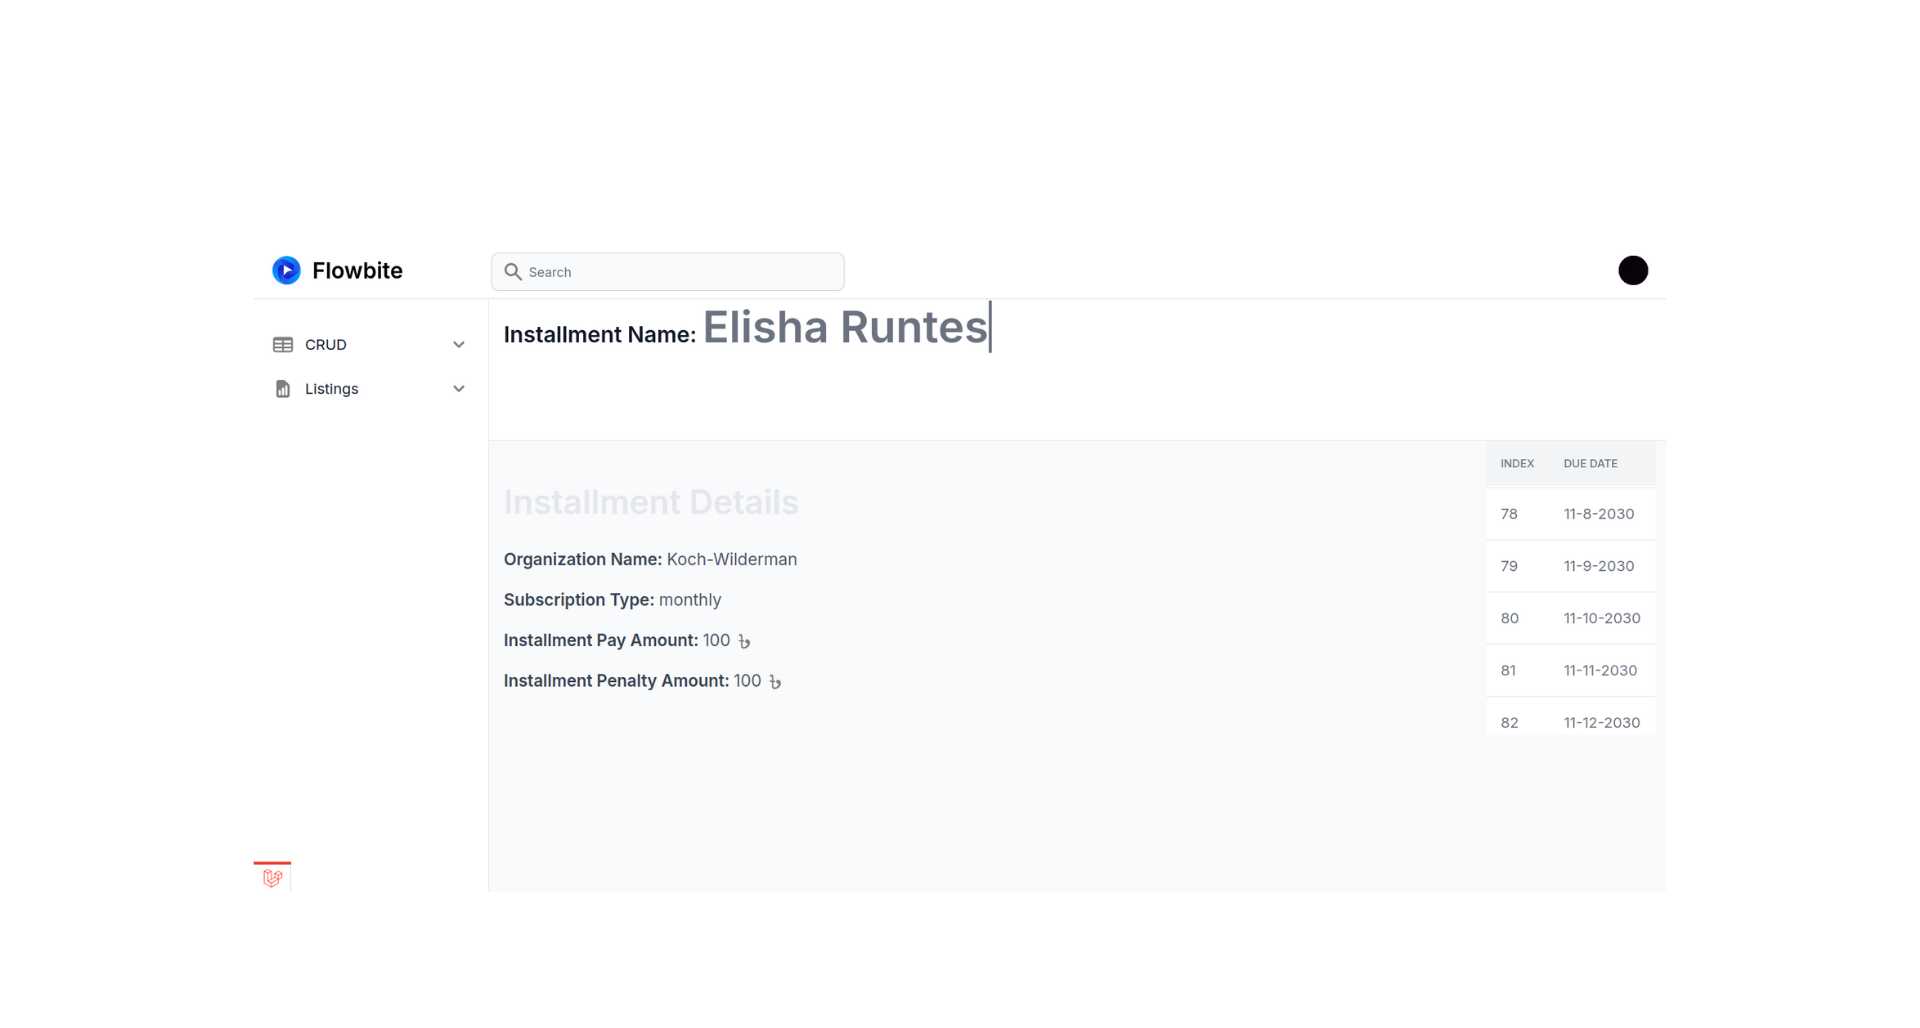 Flowbite
Search
CRUD
Listings
Installment Name: Elisha Runtes
Installment Details
Organization Name: Koch-Wilderman
Subscription Type: monthly
Installment Pay Amount: 100 ৳
Installment Penalty Amount: 100 ৳
INDEX DUE DATE
78 11-8-2030
79 11-9-2030
80 11-10-2030
81 11-11-2030
82 11-12-2030